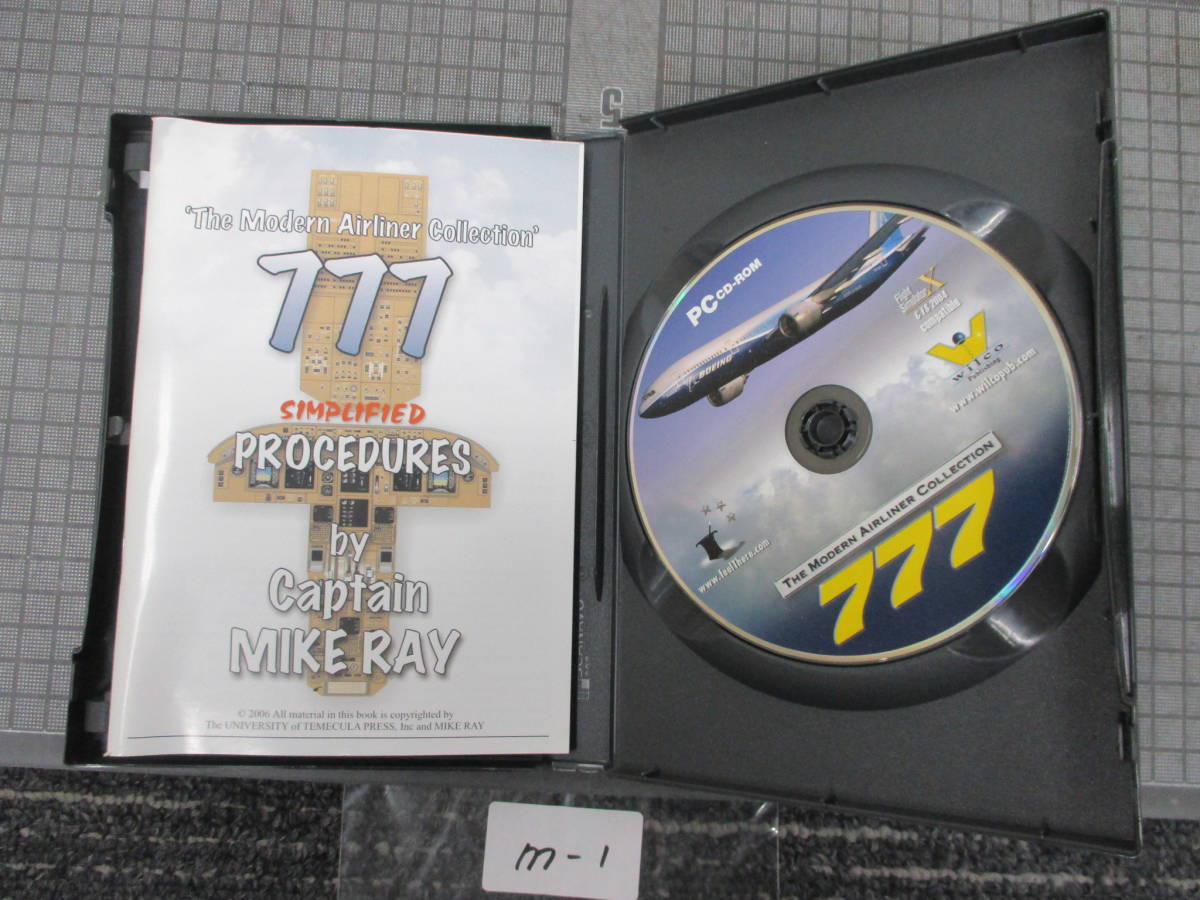 'The Modern Airliner Collection'
777
SIMPLIFIED
PROCEDURES
by
Captain
MIKE RAY
© 2006 All material in this book is copyrighted by
The UNIVERSITY of TEMECULA PRESS, Inc and MIKE RAY
5
PC CD-ROM
BOEING
Flight
Simulator X
& FS 2004
compatible
wilco
Publishing
www.wilcopub.com
www.feelThere.com
THE MODERN AIRLINER COLLECTION
777
m-1